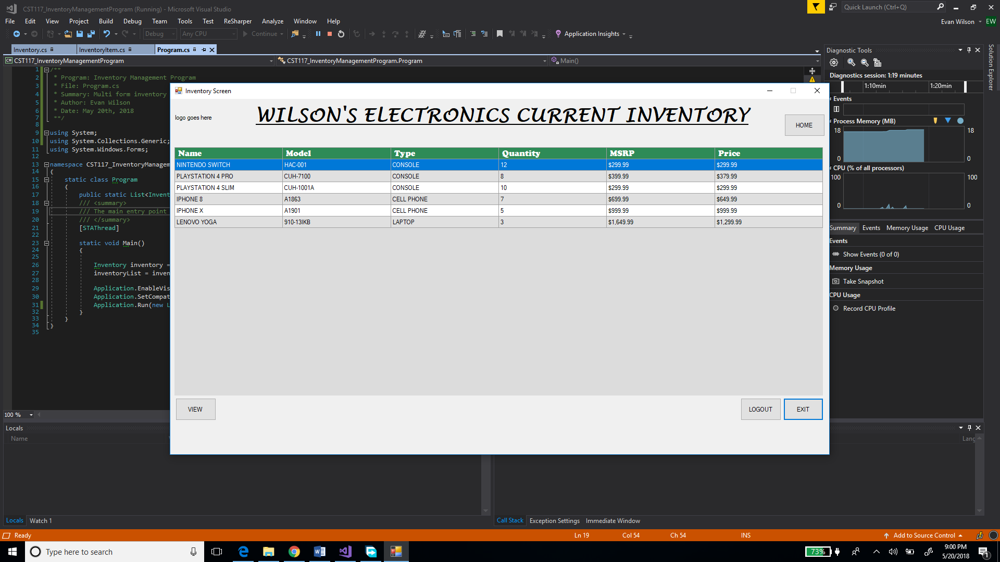 CST117_InventoryManagementProgram (Running) - Microsoft Visual Studio
Quick Launch (Ctrl+Q)
File Edit View Project Build Debug Team Tools Test ReSharper Analyze Window Help
Evan Wilson EW
Debug Any CPU Continue Application Insights
Inventory.cs InventoryItem.cs Program.cs
CST117_InventoryManagementProgram CST117_InventoryManagementProgram.Program Main()
1 /**
2 * Program: Inventory Management Program
3 * File: Program.cs
4 * Summary: Multi form inventory
5 * Author: Evan Wilson
6 * Date: May 20th, 2018
7 **/
8
9 using System;
10 using System.Collections.Generic;
11 using System.Windows.Forms;
12
13 namespace CST117_InventoryManagem
14 {
15 static class Program
16 {
17 public static List<Invent
18 /// <summary>
19 /// The main entry point
20 /// </summary>
21 [STAThread]
22
23 static void Main()
24 {
25
26 Inventory inventory =
27 inventoryList = inven
28
29 Application.EnableVis
30 Application.SetCompat
31 Application.Run(new L
32 }
33 }
34 }
35
100 %
Inventory Screen
logo goes here
WILSON'S ELECTRONICS CURRENT INVENTORY
HOME
Name Model Type Quantity MSRP Price
NINTENDO SWITCH HAC-001 CONSOLE 12 $299.99 $299.99
PLAYSTATION 4 PRO CUH-7100 CONSOLE 8 $399.99 $379.99
PLAYSTATION 4 SLIM CUH-1001A CONSOLE 10 $299.99 $299.99
IPHONE 8 A1863 CELL PHONE 7 $699.99 $649.99
IPHONE X A1901 CELL PHONE 5 $999.99 $999.99
LENOVO YOGA 910-13IKB LAPTOP 3 $1,649.99 $1,299.99
VIEW LOGOUT EXIT
Diagnostic Tools
Diagnostics session: 1:19 minutes
1:10min 1:20min
Events
Process Memory (MB)
18 18
0 0
CPU (% of all processors)
100 100
0 0
Summary Events Memory Usage CPU Usage
Events
Show Events (0 of 0)
Memory Usage
Take Snapshot
CPU Usage
Record CPU Profile
Solution Explorer
Locals
Name
Lang
Locals Watch 1
Call Stack Exception Settings Immediate Window
Ready Ln 19 Col 54 Ch 54 INS Add to Source Control
Type here to search
73%
9:00 PM
5/20/2018
1